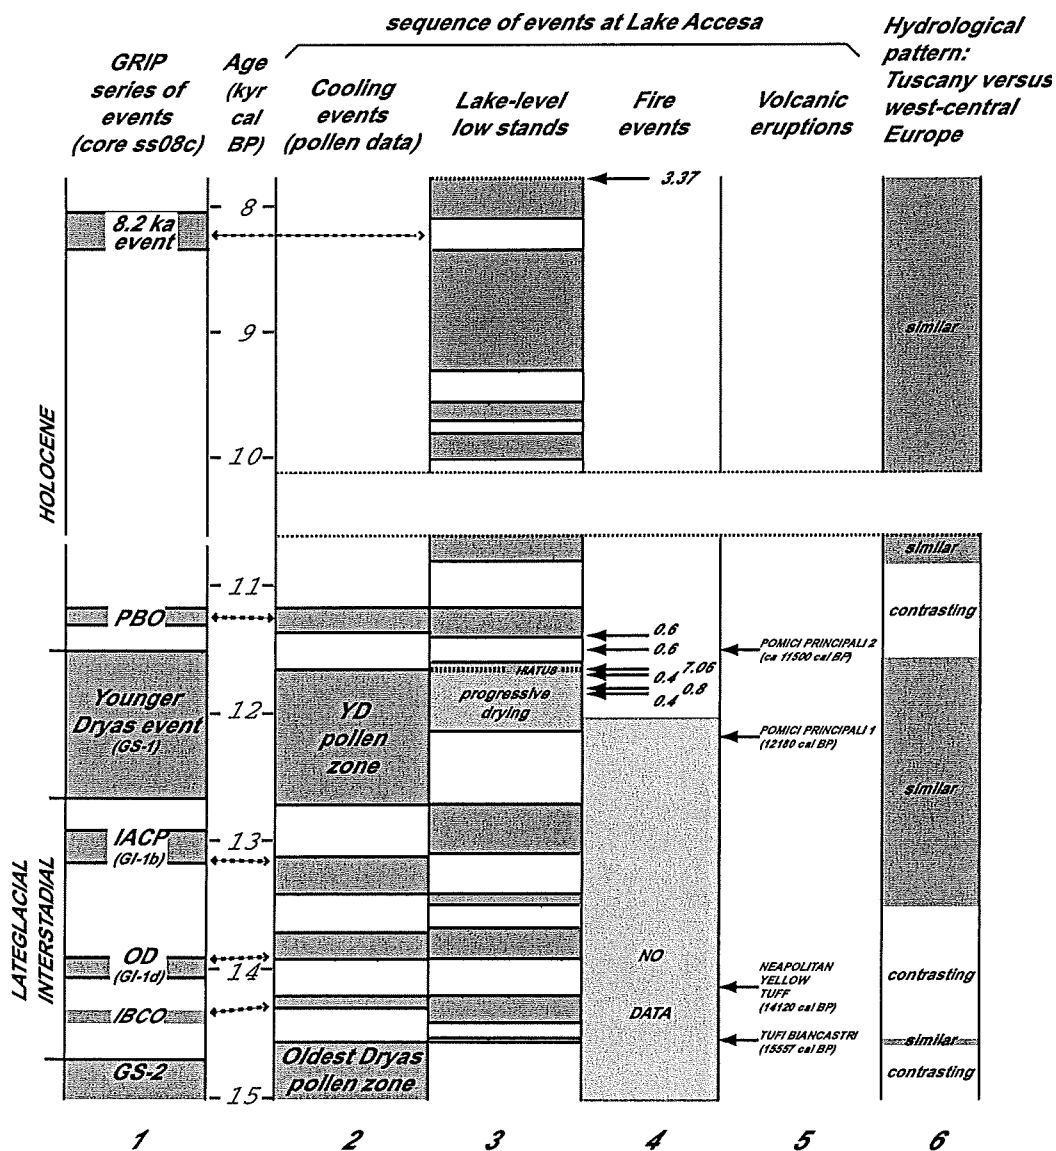 sequence of events at Lake Accesa
GRIP
series of
events
(core ss08c)
Age
(kyr
cal
BP)
Cooling
events
(pollen data)
Lake-level
low stands
Fire
events
Volcanic
eruptions
Hydrological
pattern:
Tuscany versus
west-central
Europe
HOLOCENE
LATEGLACIAL
INTERSTADIAL
8.2 ka
event
PBO
Younger
Dryas event
(GS-1)
IACP
(GI-1b)
OD
(GI-1d)
IBCO
GS-2
8
9
10
11
12
13
14
15
YD
pollen
zone
Oldest Dryas
pollen zone
HIATUS
progressive
drying
3.37
0.6
0.6
7.06
0.4
0.8
0.4
NO
DATA
POMICI PRINCIPALI 2
(ca 11500 cal BP)
POMICI PRINCIPALI 1
(12180 cal BP)
NEAPOLITAN
YELLOW
TUFF
(14120 cal BP)
TUFI BIANCASTRI
(15557 cal BP)
similar
similar
contrasting
similar
contrasting
similar
contrasting
1
2
3
4
5
6